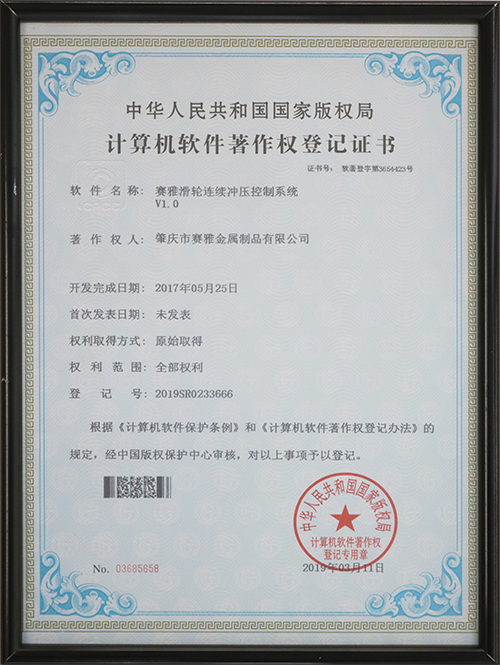 中华人民共和国国家版权局
计算机软件著作权登记证书
证书号： 软著登字第3654423号
软件名称： 赛雅滑轮连续冲压控制系统
V1.0
著作权人： 肇庆市赛雅金属制品有限公司
开发完成日期： 2017年05月25日
首次发表日期： 未发表
权利取得方式： 原始取得
权利范围： 全部权利
登记号： 2019SR0233666
根据《计算机软件保护条例》和《计算机软件著作权登记办法》的
规定，经中国版权保护中心审核，对以上事项予以登记。
中华人民共和国国家版权局
计算机软件著作权
登记专用章
No. 03685858
2019年03月11日